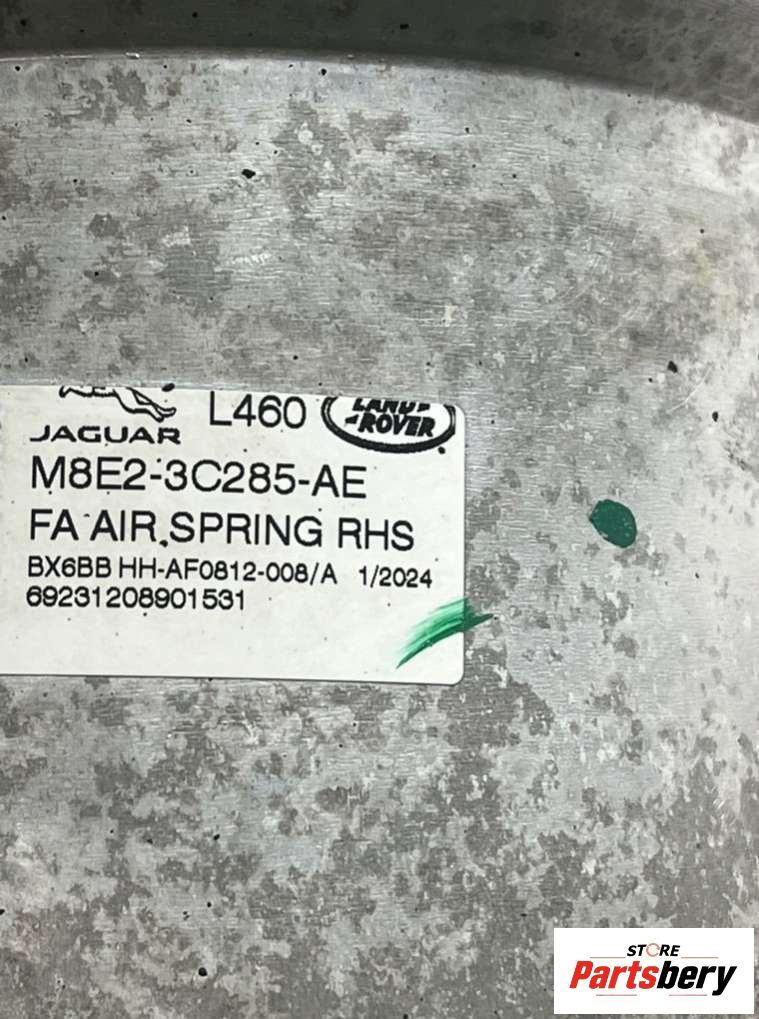 JAGUAR L460 LAND ROVER
M8E2-3C285-AE
FA AIR SPRING RHS
BX6BB HH-AF0812-008/A 1/2024
69231208901531
STORE
Partsbery